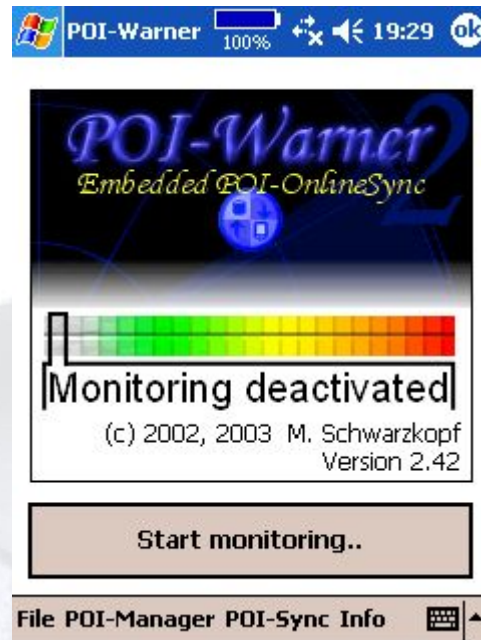 POI-Warner 100% 19:29 ok
POI-Warner 2
Embedded POI-OnlineSync
Monitoring deactivated
(c) 2002, 2003 M. Schwarzkopf
Version 2.42
Start monitoring..
File POI-Manager POI-Sync Info